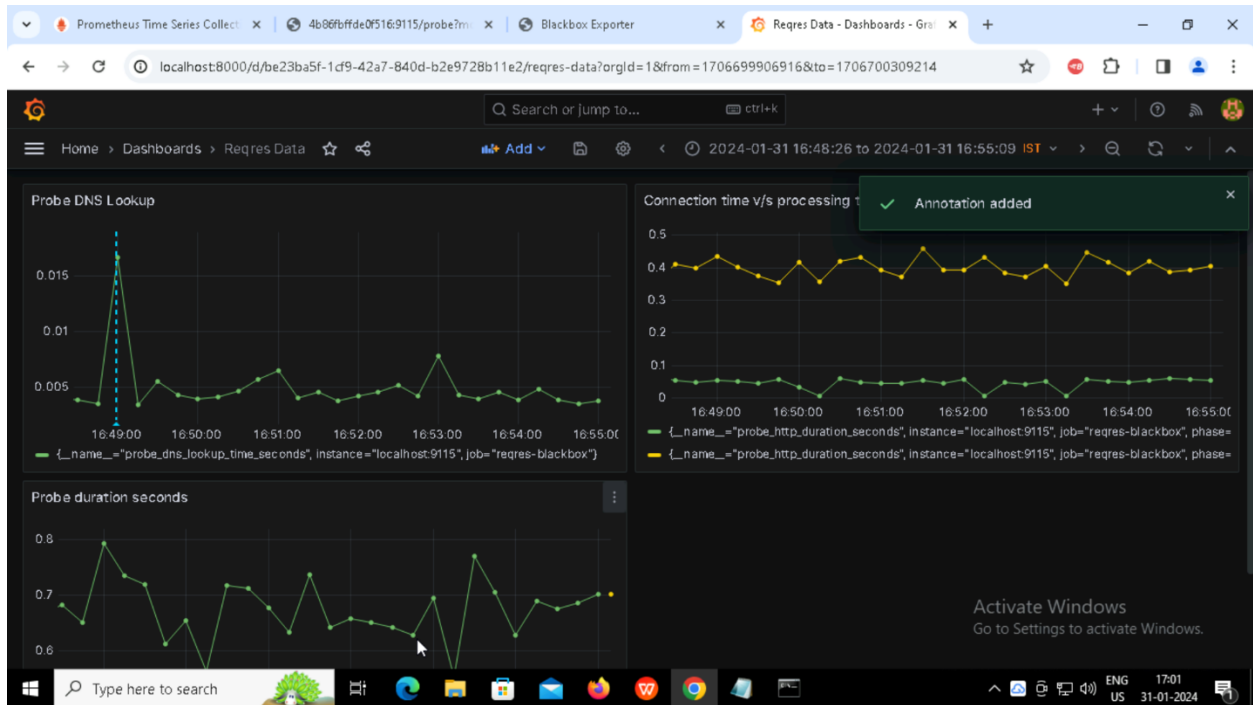 Prometheus Time Series Collect
4b86fbffde0f516:9115/probe?m
Blackbox Exporter
Reqres Data - Dashboards - Graf
localhost:8000/d/be23ba5f-1cf9-42a7-840d-b2e9728b11e2/reqres-data?orgId=1&from=1706699906916&to=1706700309214
Search or jump to... ctrl+k
Home › Dashboards › Reqres Data
Add
2024-01-31 16:48:26 to 2024-01-31 16:55:09 IST
Probe DNS Lookup
0.015
0.01
0.005
16:49:00 16:50:00 16:51:00 16:52:00 16:53:00 16:54:00 16:55:00
{__name__="probe_dns_lookup_time_seconds", instance="localhost:9115", job="reqres-blackbox"}
Connection time v/s processing
Annotation added
0.5
0.4
0.3
0.2
0.1
0
16:49:00 16:50:00 16:51:00 16:52:00 16:53:00 16:54:00 16:55:00
{__name__="probe_http_duration_seconds", instance="localhost:9115", job="reqres-blackbox", phase=
{__name__="probe_http_duration_seconds", instance="localhost:9115", job="reqres-blackbox", phase=
Probe duration seconds
0.8
0.7
0.6
Activate Windows
Go to Settings to activate Windows.
Type here to search
ENG
US
17:01
31-01-2024
1